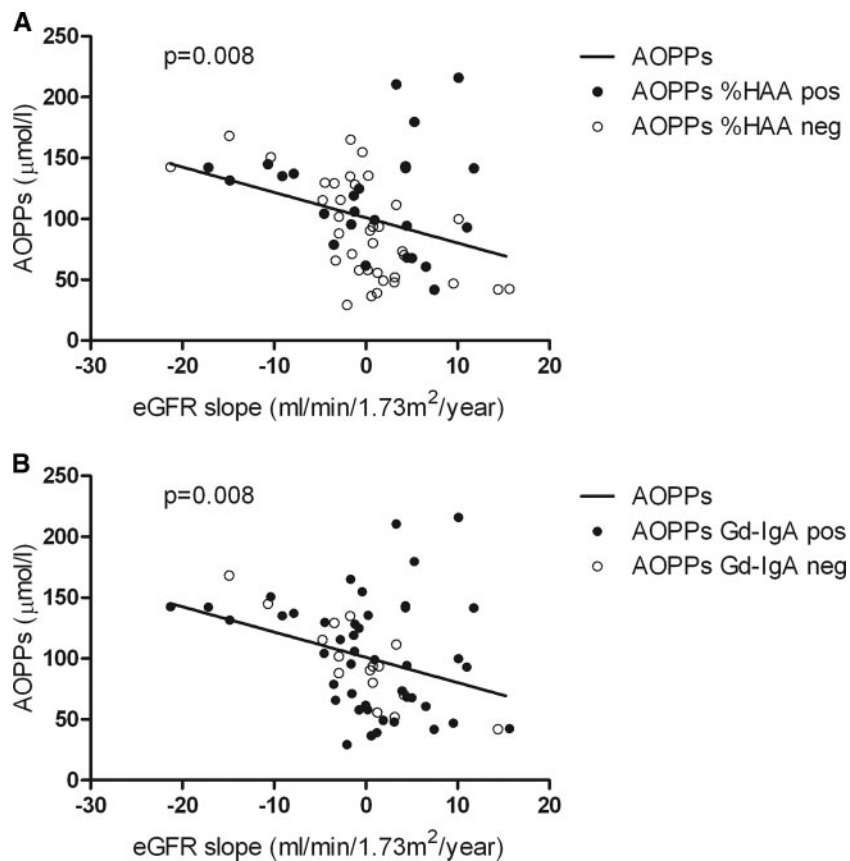 A
p=0.008
250
200
150
100
50
0
AOPPs (μmol/l)
-30 -20 -10 0 10 20
eGFR slope (ml/min/1.73m²/year)
AOPPs
AOPPs %HAA pos
AOPPs %HAA neg
B
p=0.008
250
200
150
100
50
0
AOPPs (μmol/l)
-30 -20 -10 0 10 20
eGFR slope (ml/min/1.73m²/year)
AOPPs
AOPPs Gd-IgA pos
AOPPs Gd-IgA neg